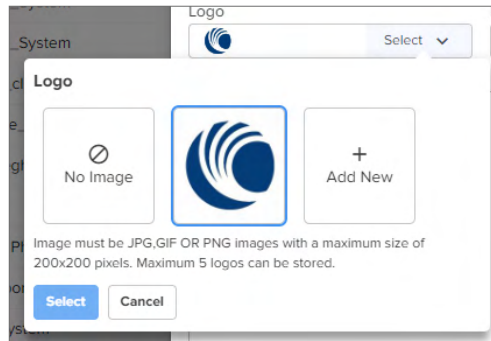 Logo
_System
Select
Logo
No Image
Add New
Image must be JPG,GIF OR PNG images with a maximum size of
200x200 pixels. Maximum 5 logos can be stored.
Select
Cancel